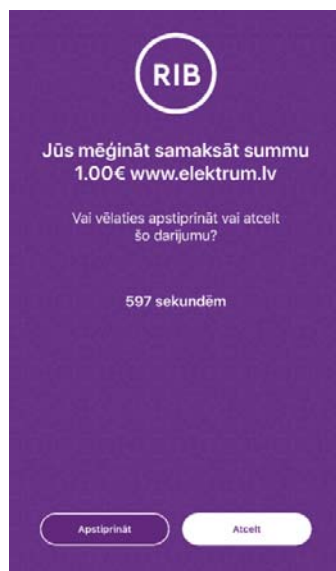 RIB
Jūs mēģināt samaksāt summu
1.00€ www.elektrum.lv
Vai vēlaties apstiprināt vai atcelt
šo darījumu?
597 sekundēm
Apstiprināt
Atcelt